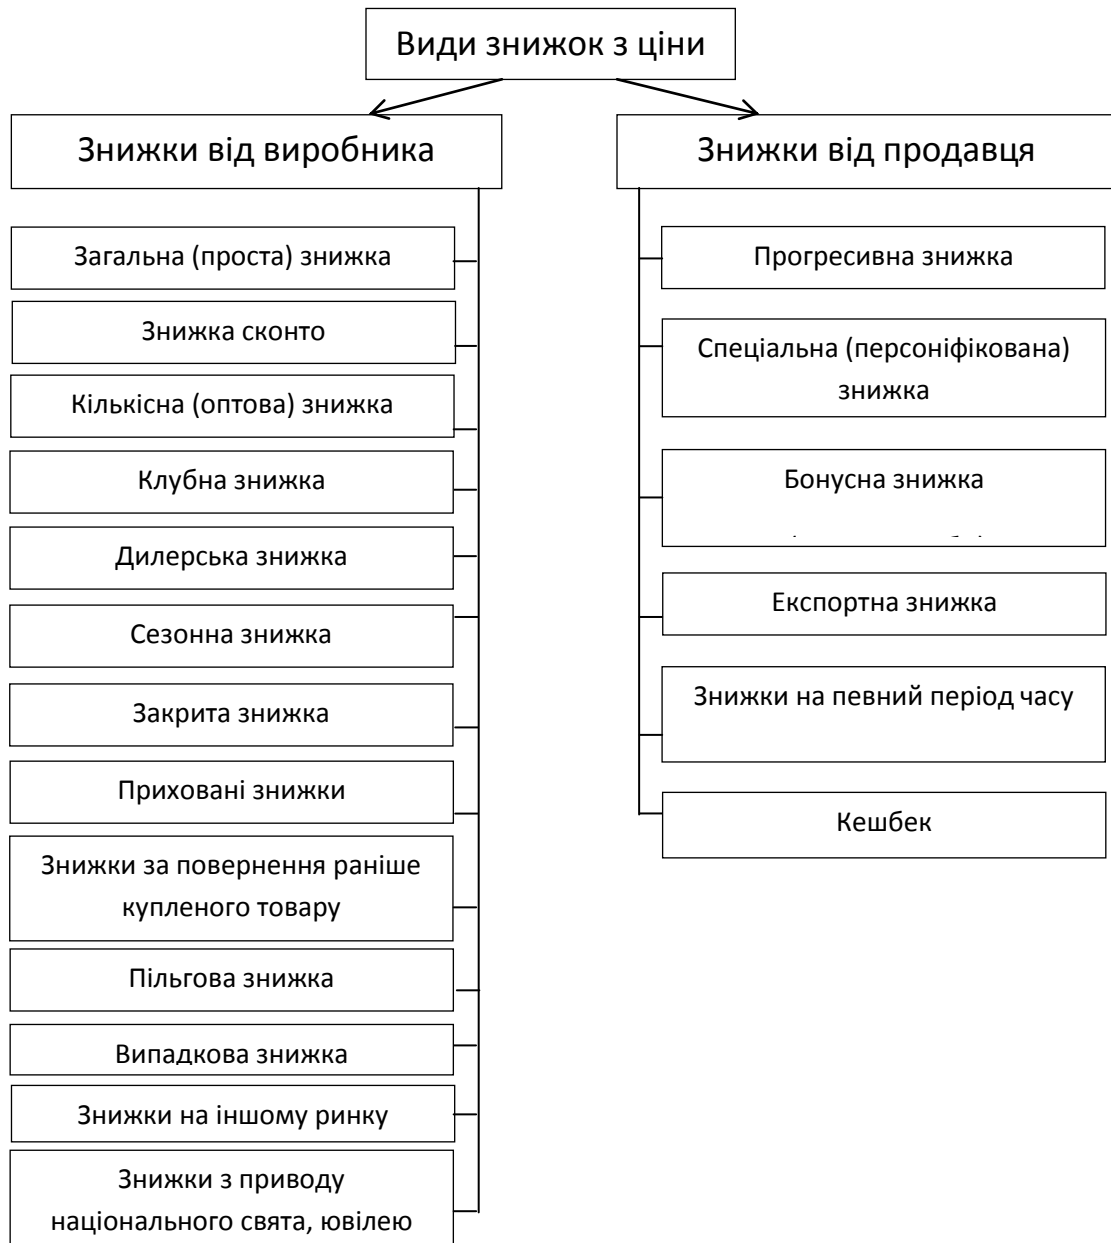 Види знижок з ціни
Знижки від виробника
Загальна (проста) знижка
Знижка сконто
Кількісна (оптова) знижка
Клубна знижка
Дилерська знижка
Сезонна знижка
Закрита знижка
Приховані знижки
Знижки за повернення раніше
купленого товару
Пільгова знижка
Випадкова знижка
Знижки на іншому ринку
Знижки з приводу
національного свята, ювілею
Знижки від продавця
Прогресивна знижка
Спеціальна (персоніфікована)
знижка
Бонусна знижка
Експортна знижка
Знижки на певний період часу
Кешбек